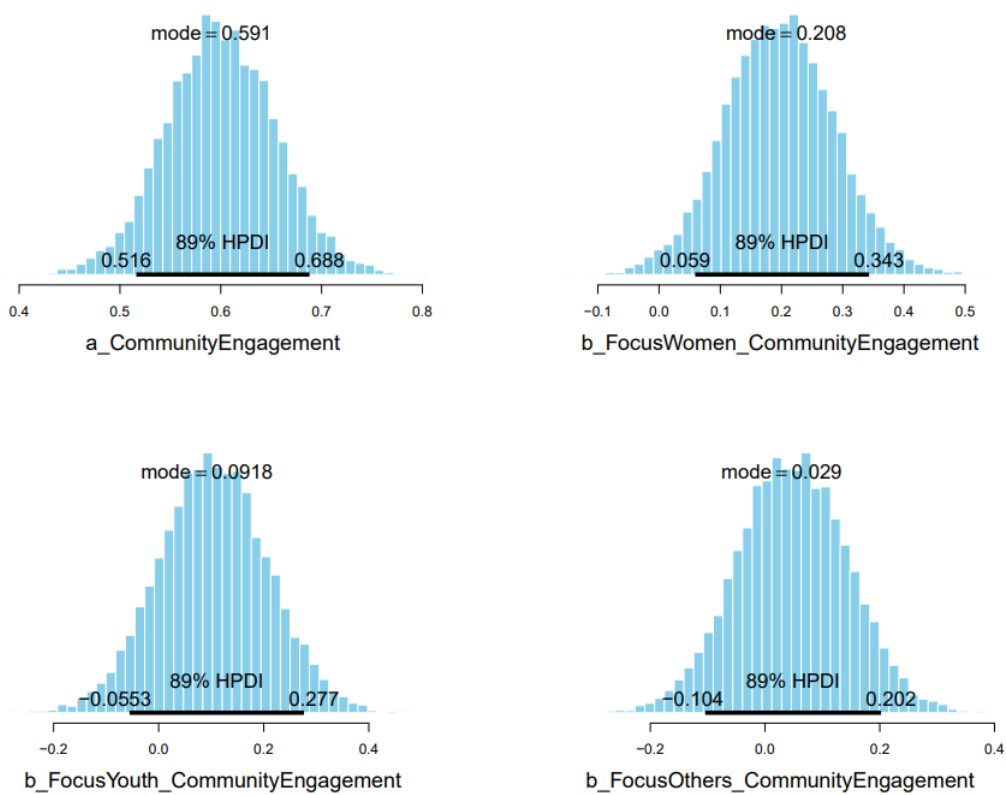 mode = 0.591
89% HPDI
0.516 0.688
0.4 0.5 0.6 0.7 0.8
a_CommunityEngagement
mode = 0.208
89% HPDI
0.059 0.343
−0.1 0.0 0.1 0.2 0.3 0.4 0.5
b_FocusWomen_CommunityEngagement
mode = 0.0918
89% HPDI
−0.0553 0.277
−0.2 0.0 0.2 0.4
b_FocusYouth_CommunityEngagement
mode = 0.029
89% HPDI
−0.104 0.202
−0.2 0.0 0.2 0.4
b_FocusOthers_CommunityEngagement